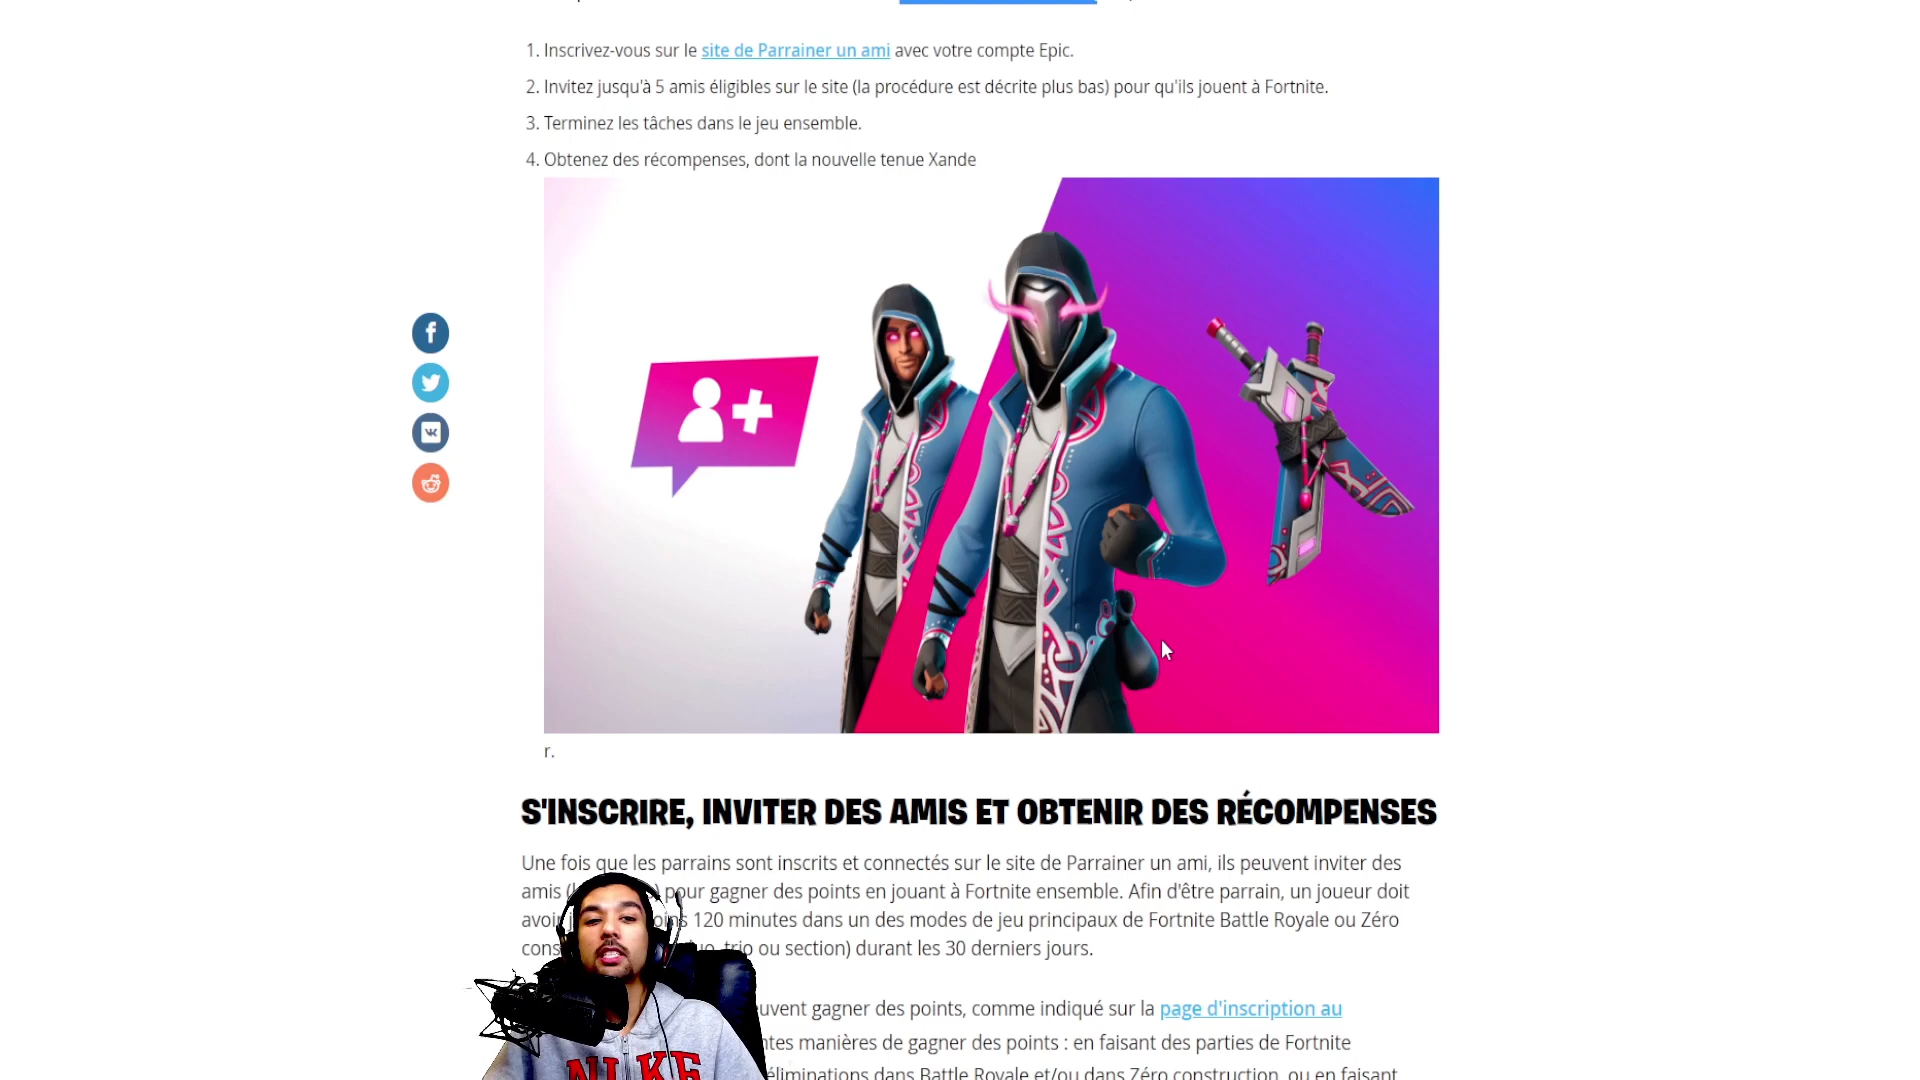 1. Inscrivez-vous sur le site de Parrainer un ami avec votre compte Epic.
2. Invitez jusqu'à 5 amis éligibles sur le site (la procédure est décrite plus bas) pour qu'ils jouent à Fortnite.
3. Terminez les tâches dans le jeu ensemble.
4. Obtenez des récompenses, dont la nouvelle tenue Xande
r.
S'INSCRIRE, INVITER DES AMIS ET OBTENIR DES RÉCOMPENSES
Une fois que les parrains sont inscrits et connectés sur le site de Parrainer un ami, ils peuvent inviter des
amis pour gagner des points en jouant à Fortnite ensemble. Afin d'être parrain, un joueur doit
avoir 120 minutes dans un des modes de jeu principaux de Fortnite Battle Royale ou Zéro
trio ou section) durant les 30 derniers jours.
gagner des points, comme indiqué sur la page d'inscription au
manières de gagner des points : en faisant des parties de Fortnite
éliminations dans Battle Royale et/ou dans Zéro construction, ou en faisant
NIKE